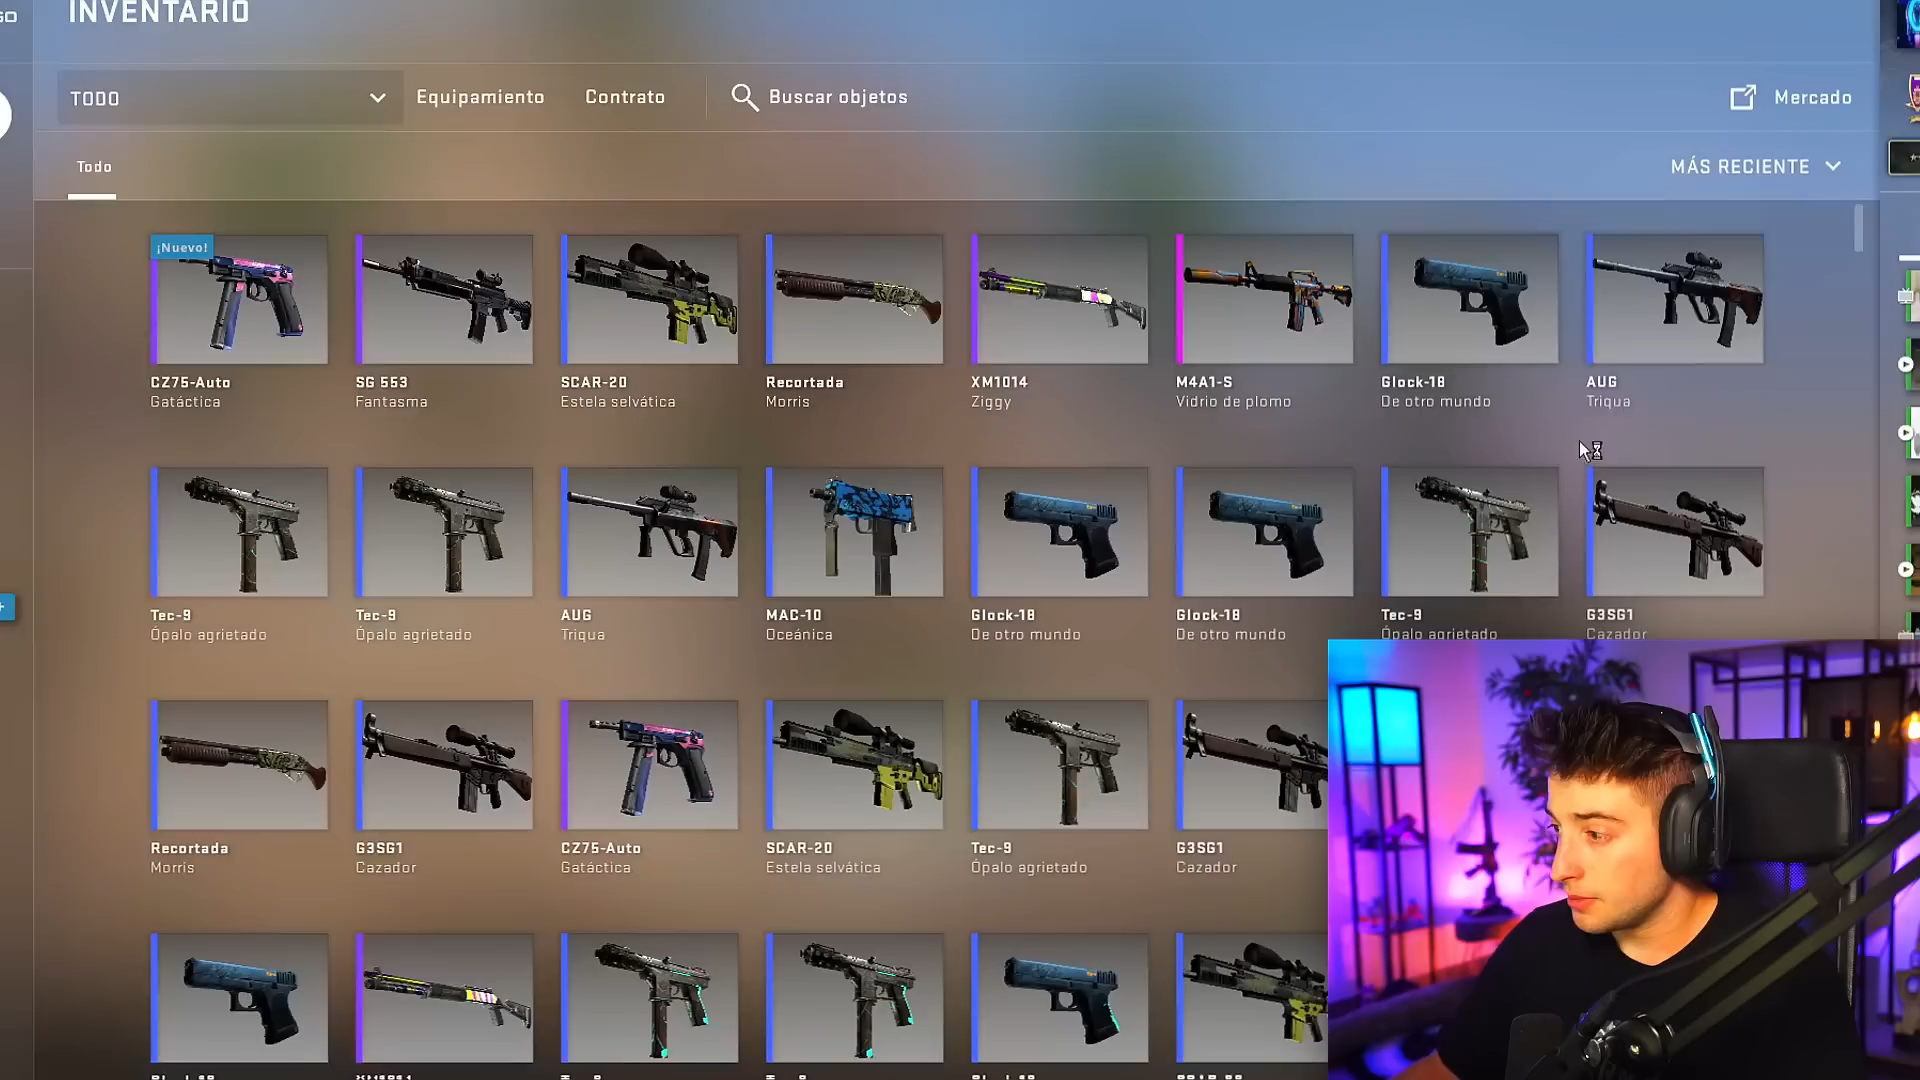 GO
INVENTARIO
TODO
Equipamiento
Contrato
Buscar objetos
Mercado
Todo
MÁS RECIENTE
¡Nuevo!
CZ75-Auto
Gatáctica
SG 553
Fantasma
SCAR-20
Estela selvática
Recortada
Morris
XM1014
Ziggy
M4A1-S
Vidrio de plomo
Glock-18
De otro mundo
AUG
Triqua
Tec-9
Ópalo agrietado
Tec-9
Ópalo agrietado
AUG
Triqua
MAC-10
Oceánica
Glock-18
De otro mundo
Glock-18
De otro mundo
Tec-9
Ópalo agrietado
G3SG1
Cazador
Recortada
Morris
G3SG1
Cazador
CZ75-Auto
Gatáctica
SCAR-20
Estela selvática
Tec-9
Ópalo agrietado
G3SG1
Cazador